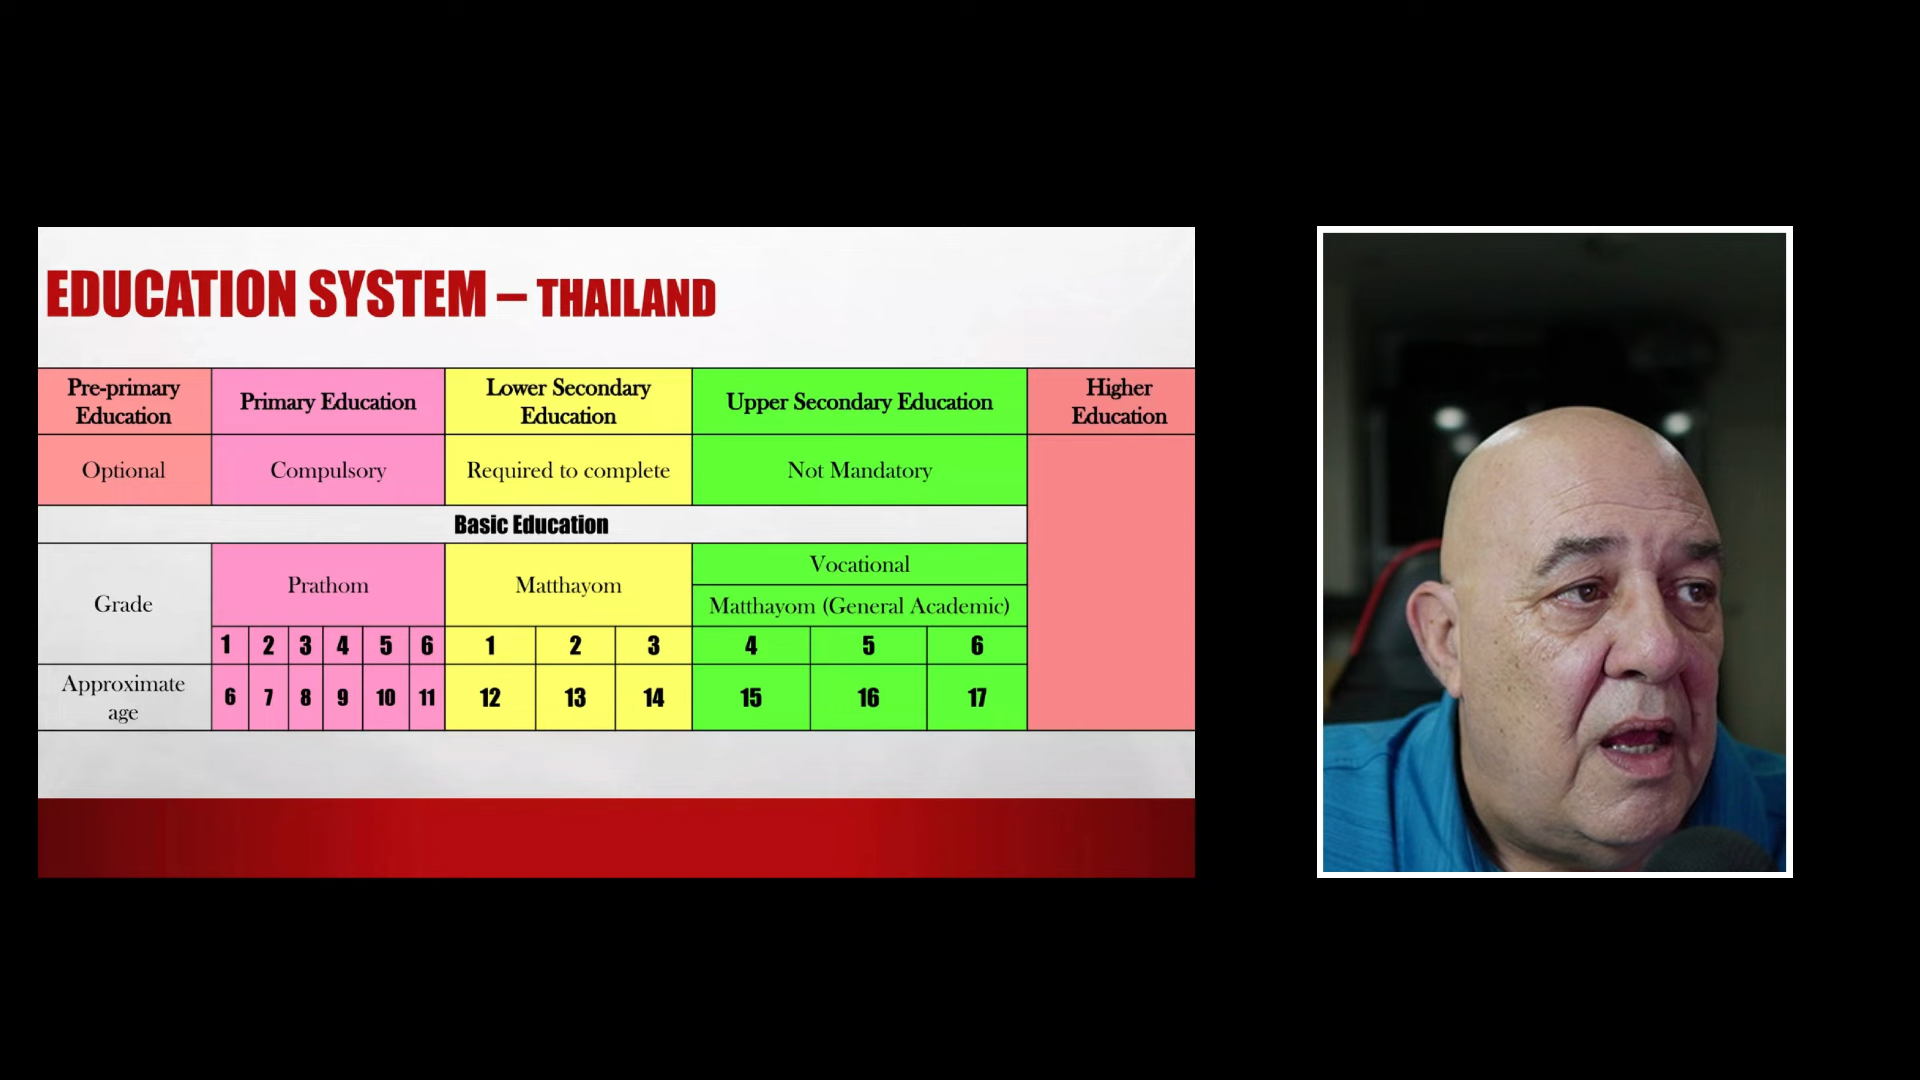 EDUCATION SYSTEM – THAILAND
Pre-primary
Education
Primary Education
Lower Secondary
Education
Upper Secondary Education
Higher
Education
Optional
Compulsory
Required to complete
Not Mandatory
Basic Education
Grade
Prathom
Matthayom
Vocational
Matthayom (General Academic)
1 2 3 4 5 6 1 2 3 4 5 6
Approximate
age
6 7 8 9 10 11 12 13 14 15 16 17